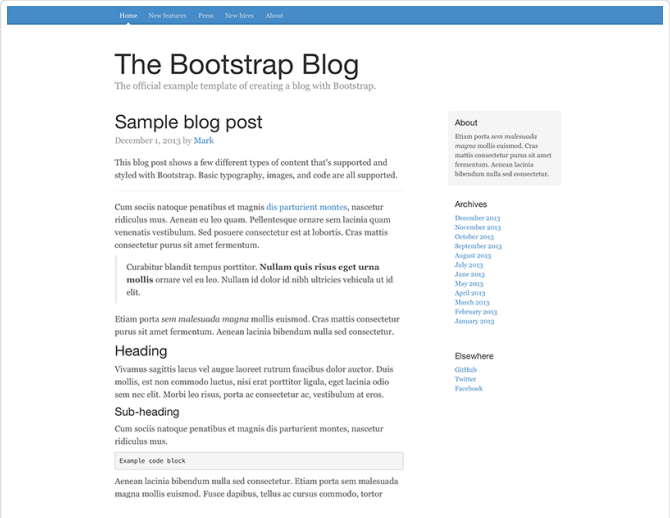 Home New features Press New hires About
The Bootstrap Blog
The official example template of creating a blog with Bootstrap.
Sample blog post
December 1, 2013 by Mark
This blog post shows a few different types of content that's supported and
styled with Bootstrap. Basic typography, images, and code are all supported.
Cum sociis natoque penatibus et magnis dis parturient montes, nascetur
ridiculus mus. Aenean eu leo quam. Pellentesque ornare sem lacinia quam
venenatis vestibulum. Sed posuere consectetur est at lobortis. Cras mattis
consectetur purus sit amet fermentum.
Curabitur blandit tempus porttitor. Nullam quis risus eget urna
mollis ornare vel eu leo. Nullam id dolor id nibh ultricies vehicula ut id
elit.
Etiam porta sem malesuada magna mollis euismod. Cras mattis consectetur
purus sit amet fermentum. Aenean lacinia bibendum nulla sed consectetur.
Heading
Vivamus sagittis lacus vel augue laoreet rutrum faucibus dolor auctor. Duis
mollis, est non commodo luctus, nisi erat porttitor ligula, eget lacinia odio
sem nec elit. Morbi leo risus, porta ac consectetur ac, vestibulum at eros.
Sub-heading
Cum sociis natoque penatibus et magnis dis parturient montes, nascetur
ridiculus mus.
Example code block
Aenean lacinia bibendum nulla sed consectetur. Etiam porta sem malesuada
magna mollis euismod. Fusce dapibus, tellus ac cursus commodo, tortor
About
Etiam porta sem malesuada
magna mollis euismod. Cras
mattis consectetur purus sit amet
fermentum. Aenean lacinia
bibendum nulla sed consectetur.
Archives
December 2013
November 2013
October 2013
September 2013
August 2013
July 2013
June 2013
May 2013
April 2013
March 2013
February 2013
January 2013
Elsewhere
GitHub
Twitter
Facebook